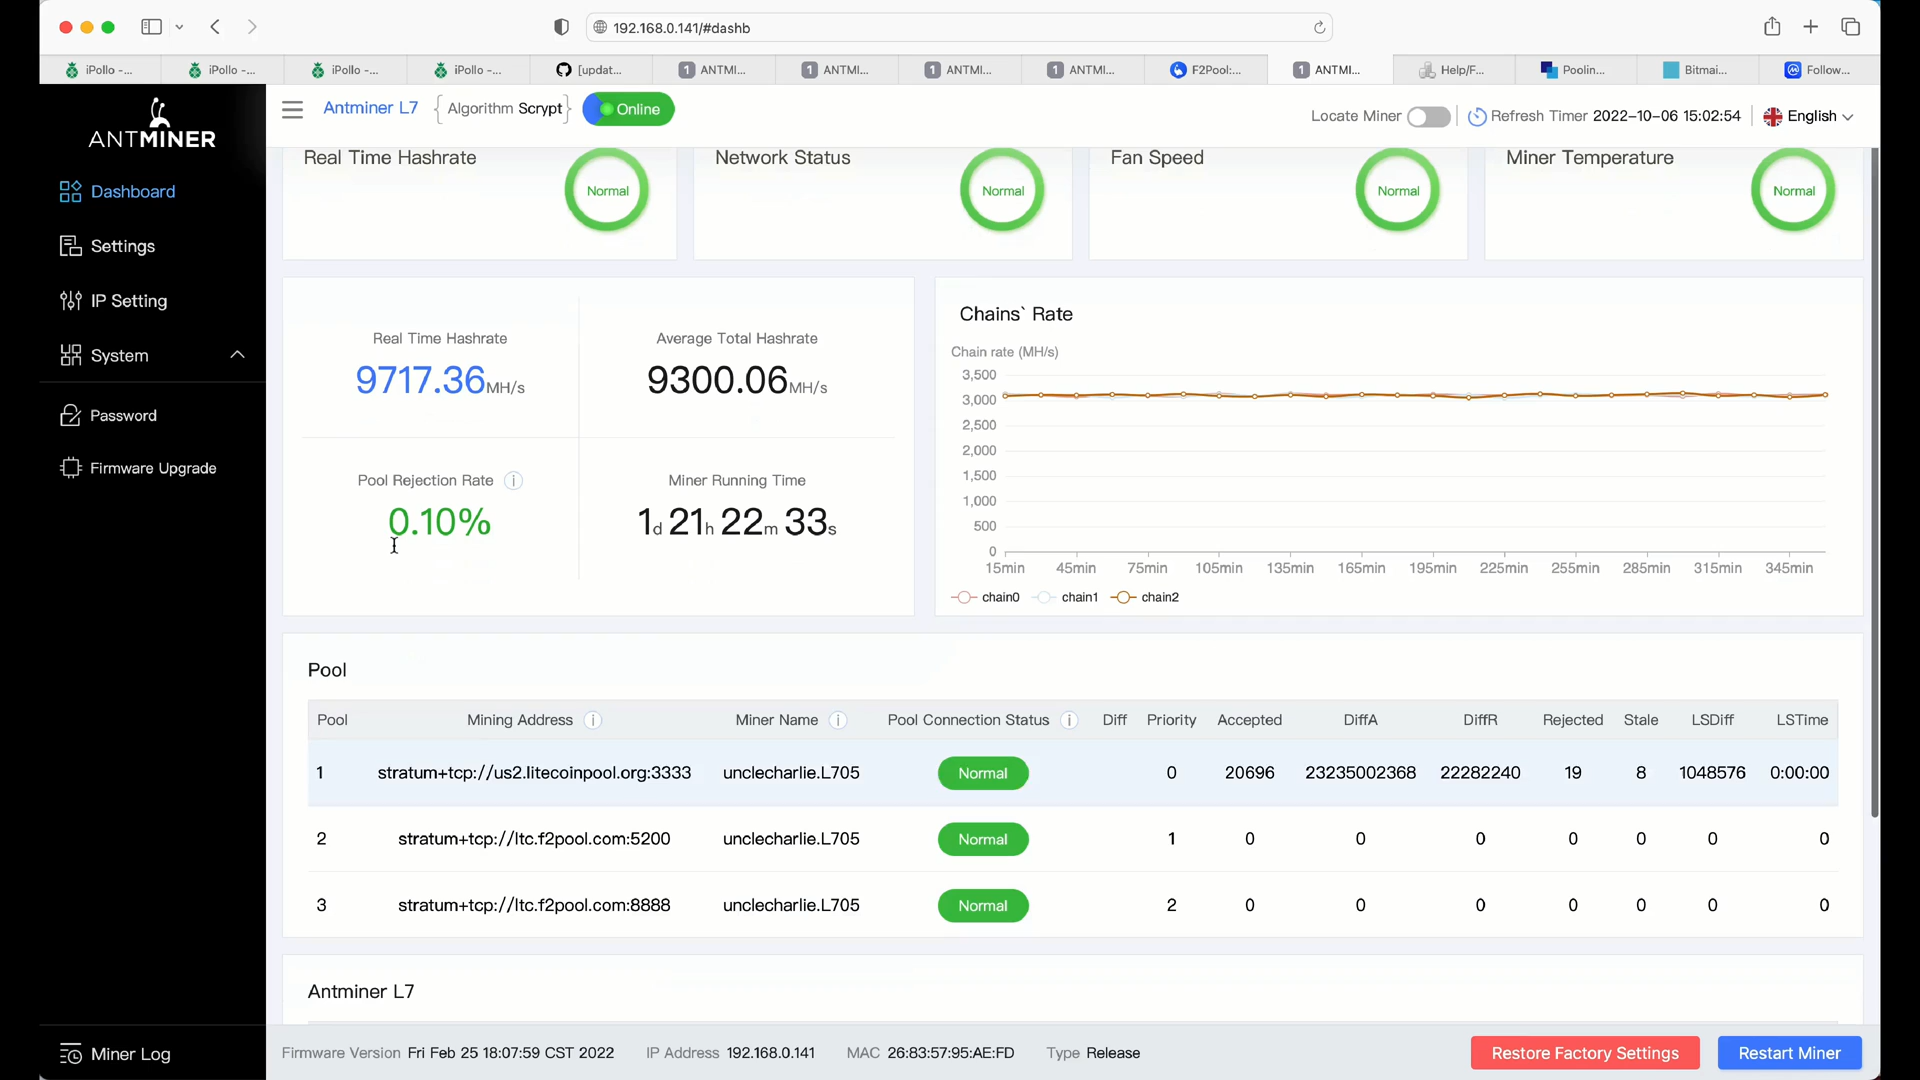 192.168.0.141/#dashb
iPollo -... iPollo -... iPollo -... iPollo -... [updat... 1 ANTMI... 1 ANTMI... 1 ANTMI... 1 ANTMI... F2Pool:... 1 ANTMI... Help/F... Poolin... Bitmai... Follow...
ANTMINER
Dashboard
Settings
IP Setting
System
Password
Firmware Upgrade
Miner Log
Antminer L7 { Algorithm Scrypt } Online
Locate Miner Refresh Timer 2022-10-06 15:02:54 English
Real Time Hashrate Normal Network Status Normal Fan Speed Normal Miner Temperature Normal
Real Time Hashrate
9717.36MH/s
Average Total Hashrate
9300.06MH/s
Pool Rejection Rate i
0.10%
Miner Running Time
1d 21h 22m 33s
Chains` Rate
Chain rate (MH/s)
3,500
3,000
2,500
2,000
1,500
1,000
500
0
15min 45min 75min 105min 135min 165min 195min 225min 255min 285min 315min 345min
chain0 chain1 chain2
Pool
Pool Mining Address i Miner Name i Pool Connection Status i Diff Priority Accepted DiffA DiffR Rejected Stale LSDiff LSTime
1 stratum+tcp://us2.litecoinpool.org:3333 unclecharlie.L705 Normal 0 20696 23235002368 22282240 19 8 1048576 0:00:00
2 stratum+tcp://ltc.f2pool.com:5200 unclecharlie.L705 Normal 1 0 0 0 0 0 0 0
3 stratum+tcp://ltc.f2pool.com:8888 unclecharlie.L705 Normal 2 0 0 0 0 0 0 0
Antminer L7
Firmware Version Fri Feb 25 18:07:59 CST 2022 IP Address 192.168.0.141 MAC 26:83:57:95:AE:FD Type Release
Restore Factory Settings Restart Miner